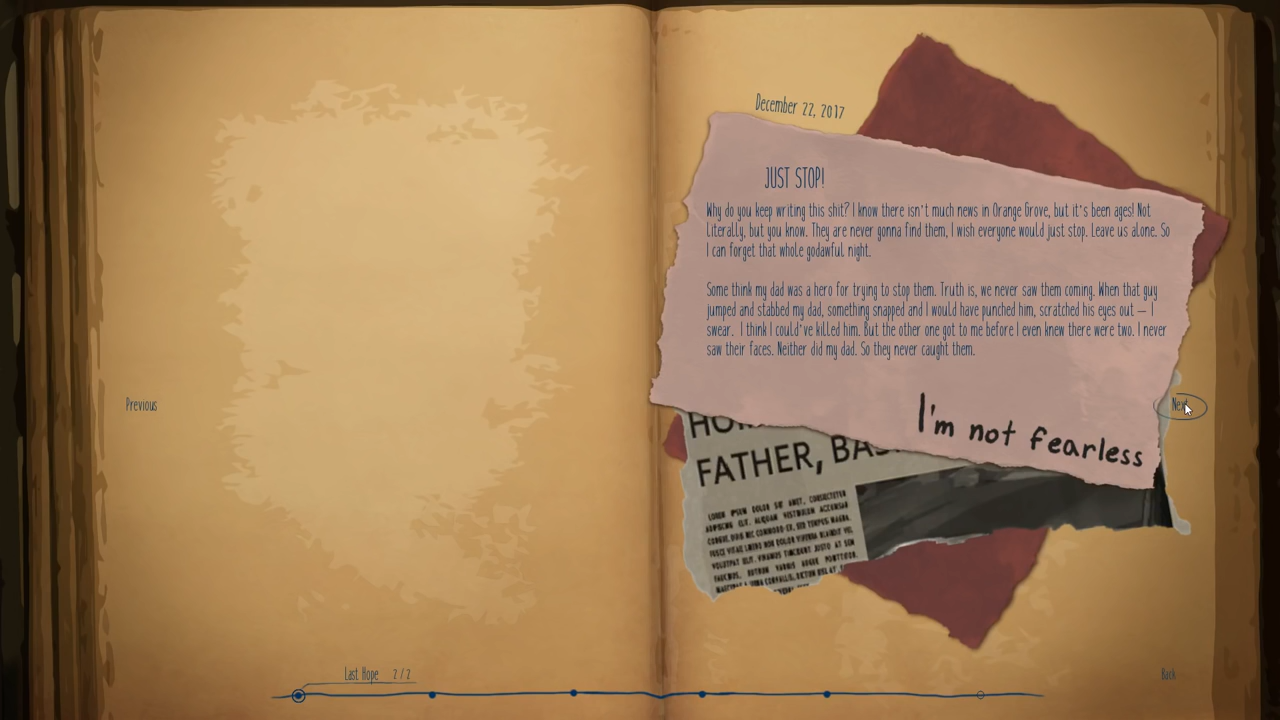 December 22, 2017
JUST STOP!
Why do you keep writing this shit? I know there isn't much news in Orange Grove, but it's been ages! Not
Literally, but you know. They are never gonna find them, I wish everyone would just stop. Leave us alone. So
I can forget that whole godawful night.
Some think my dad was a hero for trying to stop them. Truth is, we never saw them coming. When that guy
jumped and stabbed my dad, something snapped and I would have punched him, scratched his eyes out – I
swear. I think I could've killed him. But the other one got to me before I even knew there were two. I never
saw their faces. Neither did my dad. So they never caught them.
I'm not fearless
FATHER,
LOREM IPSUM DOLOR SIT AMET, CONSECTETUR
Previous
Next
Last Hope 2/2
Back